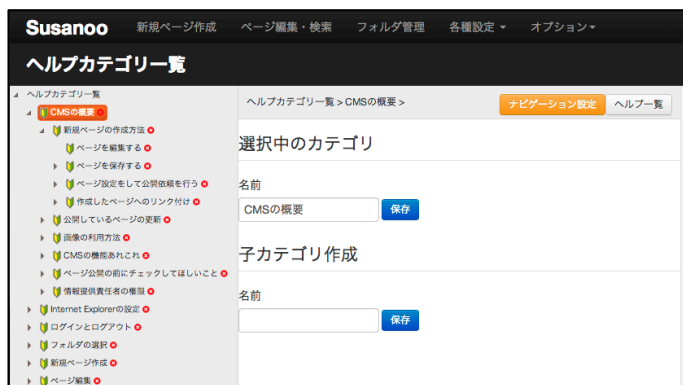 Susanoo 新規ページ作成 ページ編集・検索 フォルダ管理 各種設定 オプション
ヘルプカテゴリ一覧
ヘルプカテゴリ一覧
CMSの概要
新規ページの作成方法
ページを編集する
ページを保存する
ページ設定をして公開依頼を行う
作成したページへのリンク付け
公開しているページの更新
画像の利用方法
CMSの機能あれこれ
ページ公開の前にチェックしてほしいこと
情報提供責任者の権限
Internet Explorerの設定
ログインとログアウト
フォルダの選択
新規ページ作成
ページ編集
ヘルプカテゴリ一覧 > CMSの概要 >
ナビゲーション設定 ヘルプ一覧
選択中のカテゴリ
名前
CMSの概要 保存
子カテゴリ作成
名前
保存